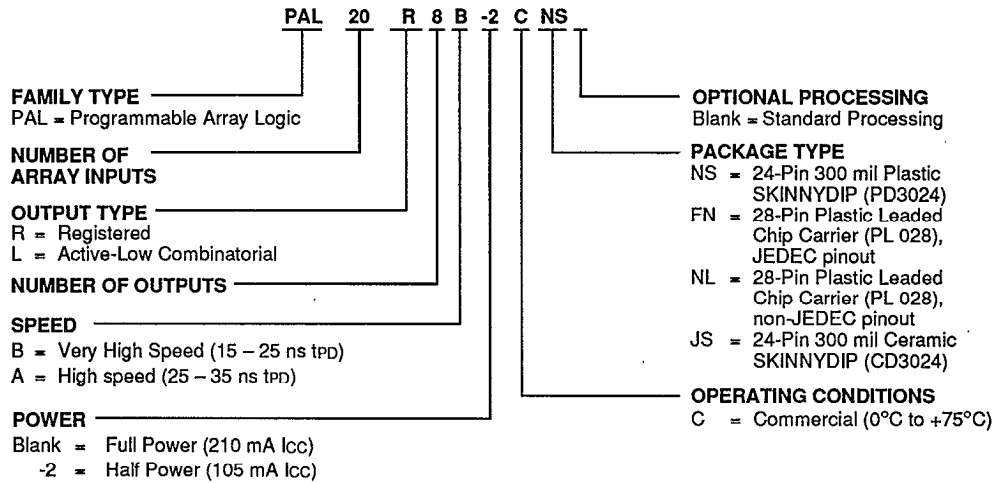 PAL 20 R 8 B -2 C NS
FAMILY TYPE
PAL = Programmable Array Logic
NUMBER OF
ARRAY INPUTS
OUTPUT TYPE
R = Registered
L = Active-Low Combinatorial
NUMBER OF OUTPUTS
SPEED
B = Very High Speed (15 – 25 ns tPD)
A = High speed (25 – 35 ns tPD)
POWER
Blank = Full Power (210 mA ICC)
-2 = Half Power (105 mA ICC)
OPTIONAL PROCESSING
Blank = Standard Processing
PACKAGE TYPE
NS = 24-Pin 300 mil Plastic
SKINNYDIP (PD3024)
FN = 28-Pin Plastic Leaded
Chip Carrier (PL 028),
JEDEC pinout
NL = 28-Pin Plastic Leaded
Chip Carrier (PL 028),
non-JEDEC pinout
JS = 24-Pin 300 mil Ceramic
SKINNYDIP (CD3024)
OPERATING CONDITIONS
C = Commercial (0°C to +75°C)